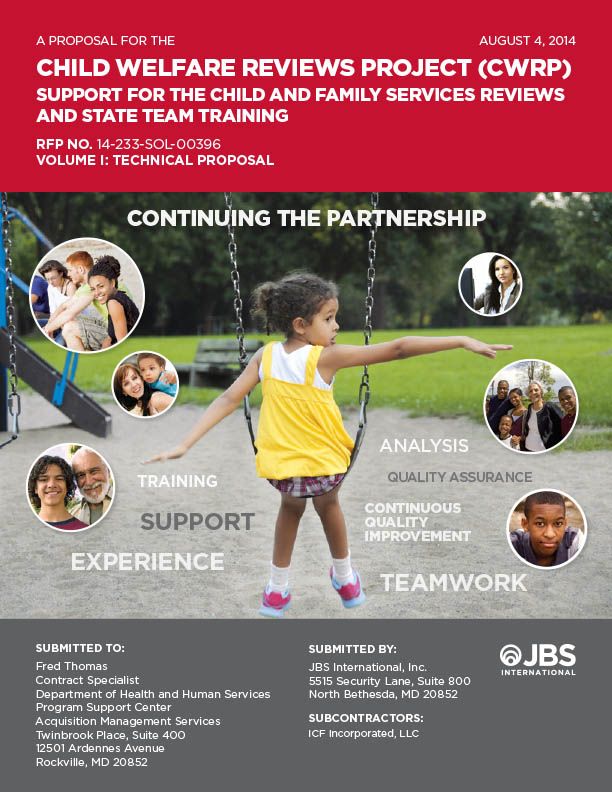 A PROPOSAL FOR THE
AUGUST 4, 2014
CHILD WELFARE REVIEWS PROJECT (CWRP)
SUPPORT FOR THE CHILD AND FAMILY SERVICES REVIEWS
AND STATE TEAM TRAINING
RFP NO. 14-233-SOL-00396
VOLUME I: TECHNICAL PROPOSAL
CONTINUING THE PARTNERSHIP
ANALYSIS
TRAINING
QUALITY ASSURANCE
SUPPORT
CONTINUOUS
QUALITY
IMPROVEMENT
EXPERIENCE
TEAMWORK
SUBMITTED TO:
Fred Thomas
Contract Specialist
Department of Health and Human Services
Program Support Center
Acquisition Management Services
Twinbrook Place, Suite 400
12501 Ardennes Avenue
Rockville, MD 20852
SUBMITTED BY:
JBS International, Inc.
5515 Security Lane, Suite 800
North Bethesda, MD 20852
SUBCONTRACTORS:
ICF Incorporated, LLC
JBS
INTERNATIONAL